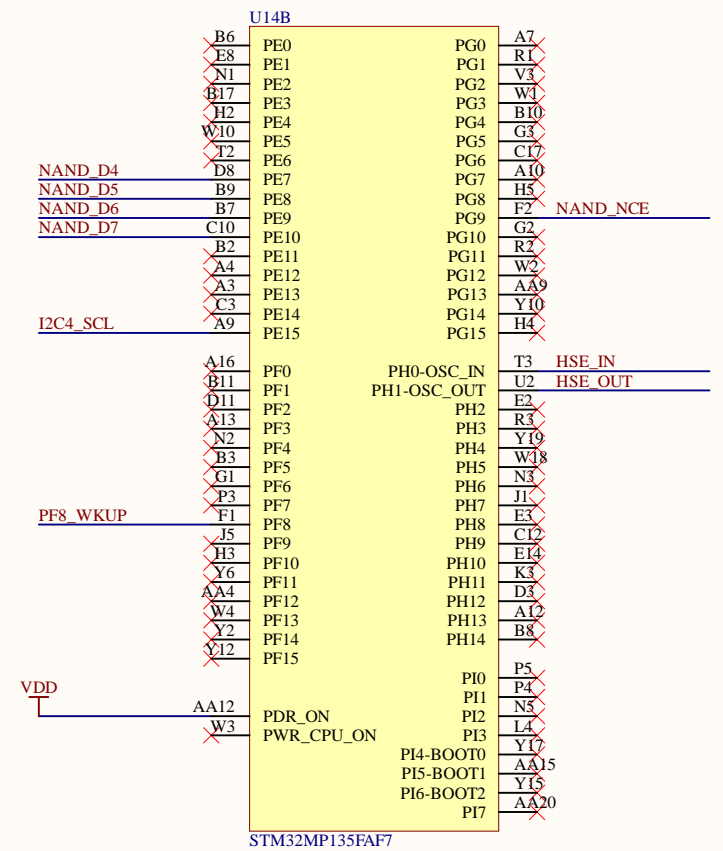 U14B
B6 PE0 PG0 A7
E8 PE1 PG1 R1
N1 PE2 PG2 V3
B17 PE3 PG3 W1
H2 PE4 PG4 B10
W10 PE5 PG5 G3
T2 PE6 PG6 C17
NAND_D4 D8 PE7 PG7 A10
NAND_D5 B9 PE8 PG8 H5
NAND_D6 B7 PE9 PG9 F2 NAND_NCE
NAND_D7 C10 PE10 PG10 G2
B2 PE11 PG11 R2
A4 PE12 PG12 W2
A3 PE13 PG13 AA9
C3 PE14 PG14 Y10
I2C4_SCL A9 PE15 PG15 H4
A16 PF0 PH0-OSC_IN T3 HSE_IN
B11 PF1 PH1-OSC_OUT U2 HSE_OUT
D11 PF2 PH2 E2
A13 PF3 PH3 R3
N2 PF4 PH4 Y19
B3 PF5 PH5 W18
G1 PF6 PH6 N3
P3 PF7 PH7 J1
PF8_WKUP F1 PF8 PH8 E3
J5 PF9 PH9 C12
H3 PF10 PH10 E14
Y6 PF11 PH11 K3
AA4 PF12 PH12 D3
W4 PF13 PH13 A12
Y2 PF14 PH14 B8
Y12 PF15
PI0 P5
PI1 P4
VDD AA12 PDR_ON PI2 N5
W3 PWR_CPU_ON PI3 L4
PI4-BOOT0 Y17
PI5-BOOT1 AA15
PI6-BOOT2 Y15
PI7 AA20
STM32MP135FAF7